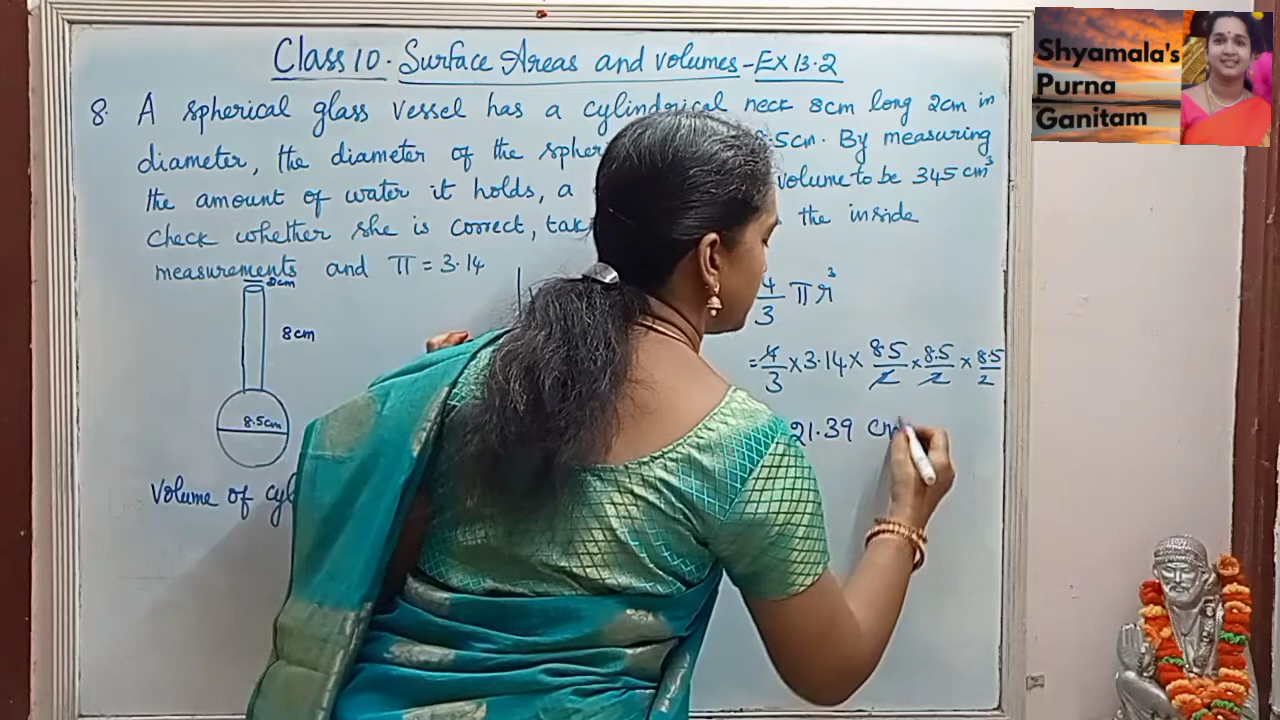 Class 10. Surface Areas and volumes - EX 13.2
8. A spherical glass vessel has a cylindrical neck 8cm long 2cm in
diameter, the diameter of the spher 8.5cm. By measuring
the amount of water it holds, a volume to be 345 cm³
Check whether she is correct, tak the inside
measurements and π = 3.14
2cm
8cm
8.5cm
Volume of cyl
4/3 πr³
= 4/3 × 3.14 × 8.5/2 × 8.5/2 × 8.5/2
21.39 cm
Shyamala's
Purna
Ganitam